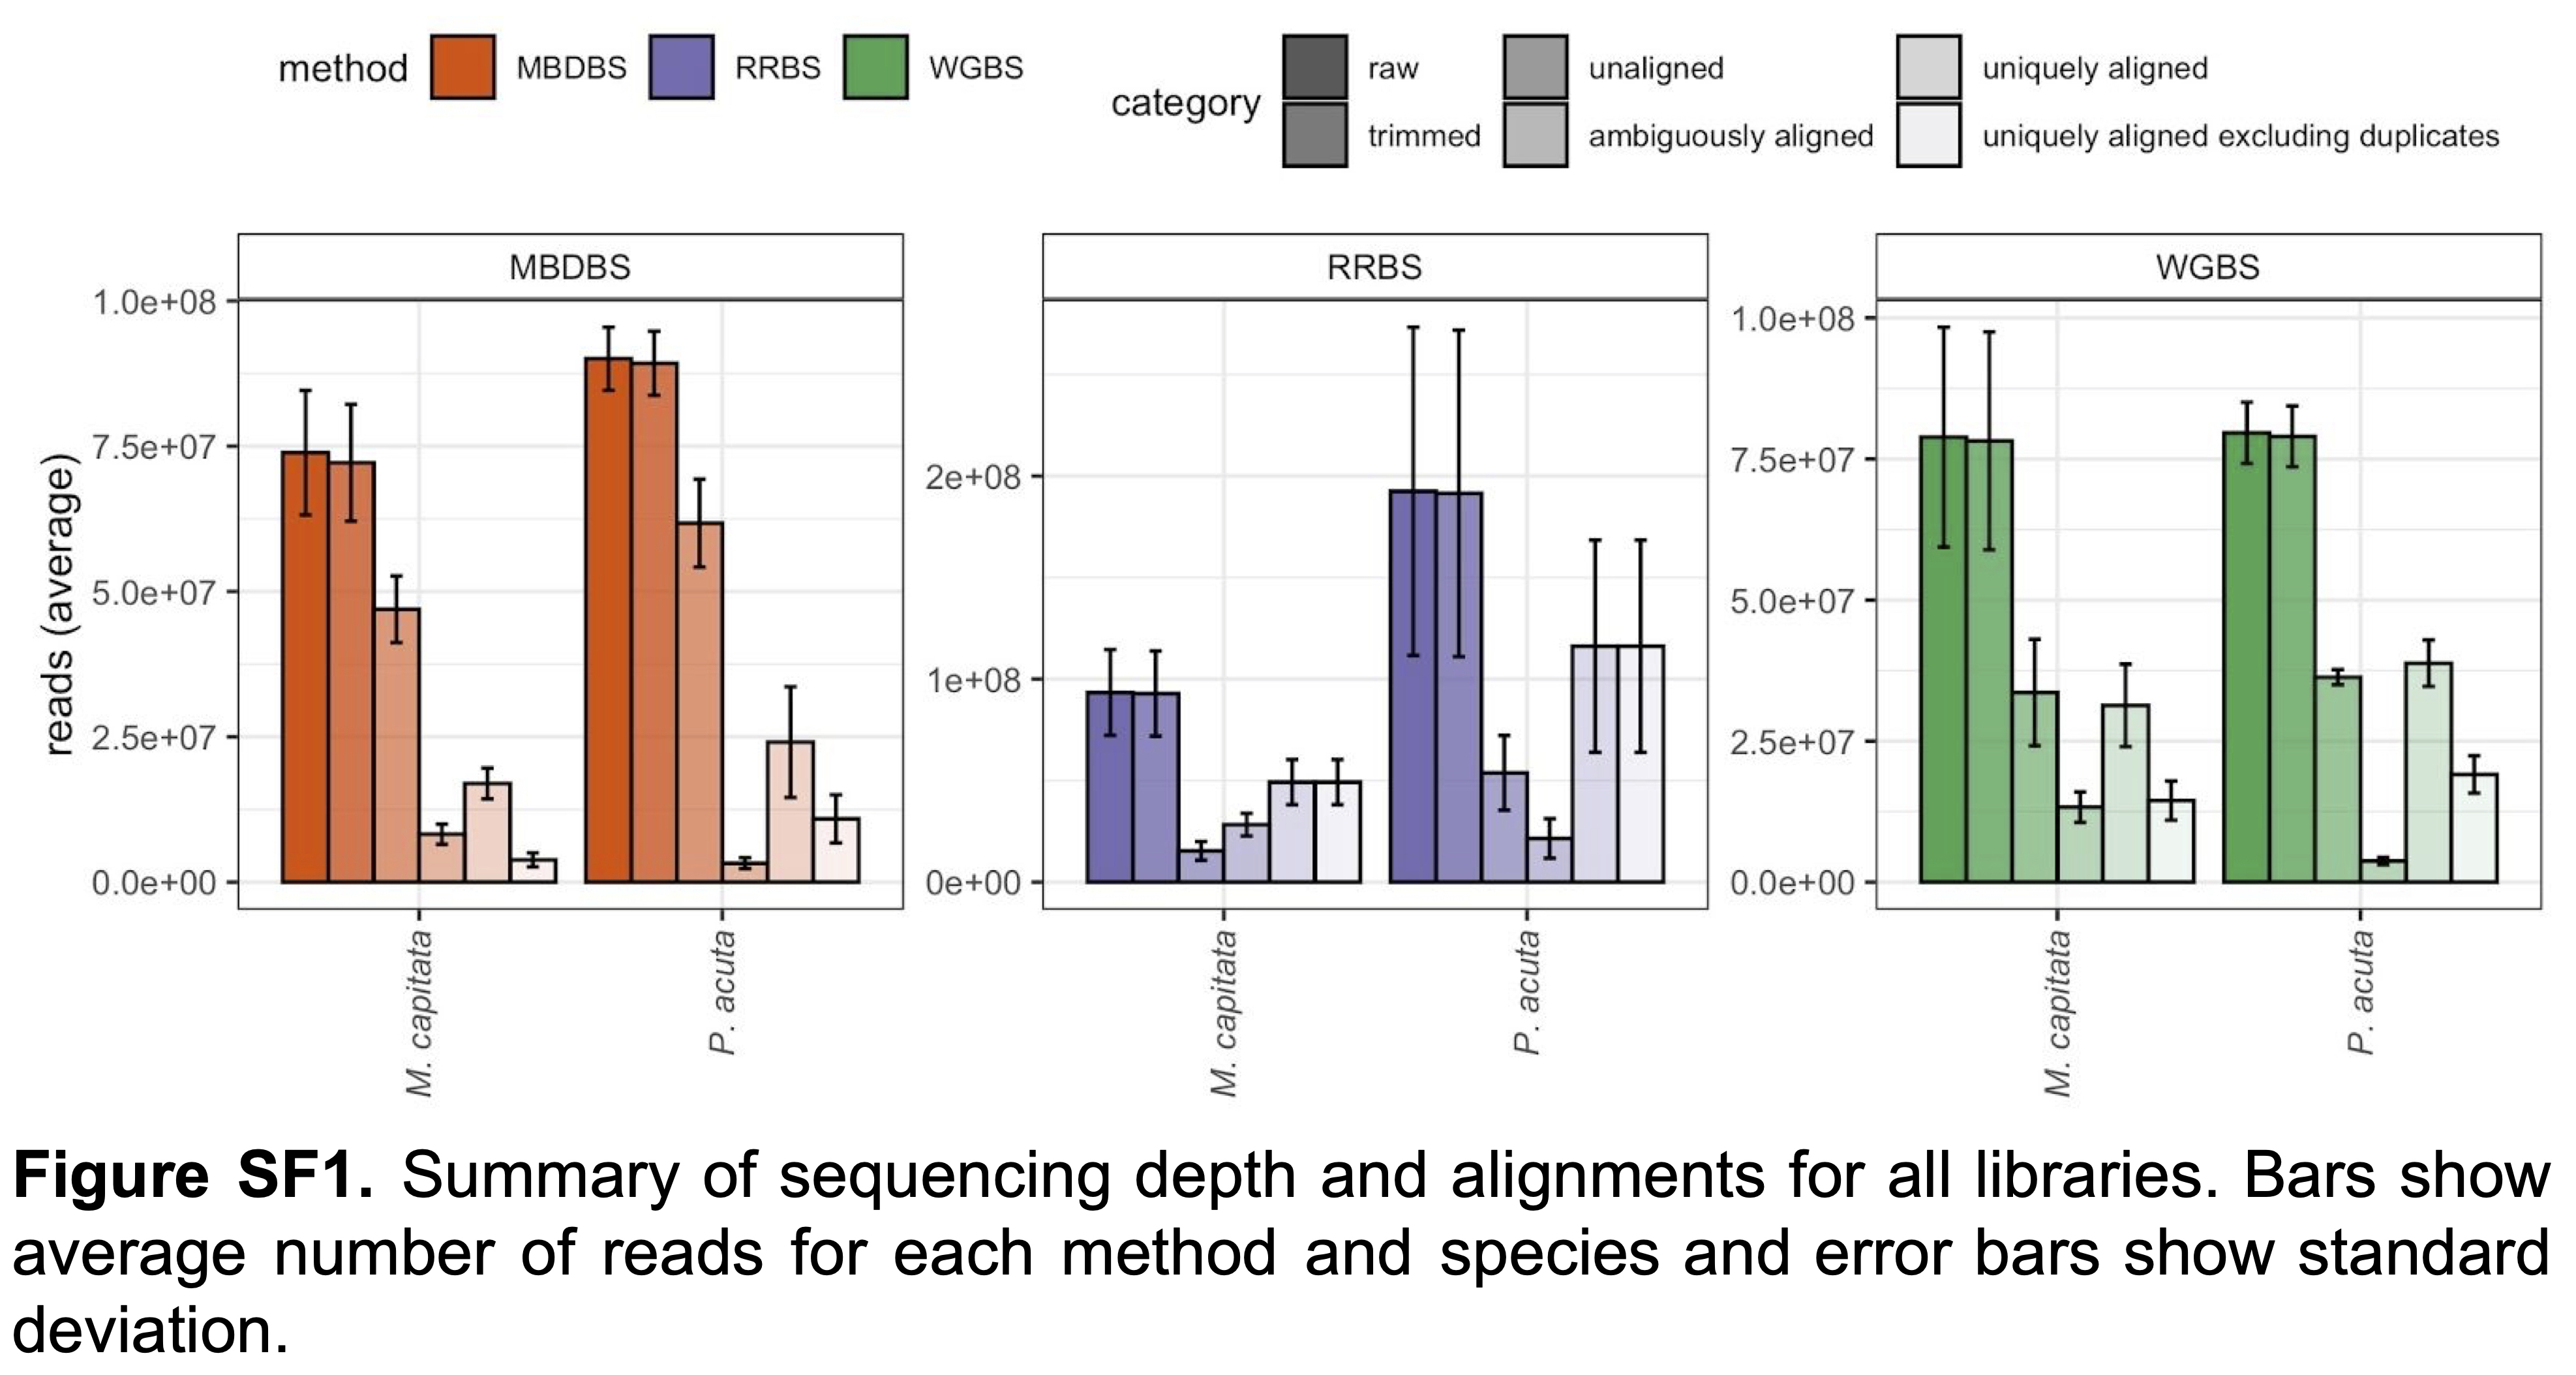 method MBDBS RRBS WGBS
category raw unaligned uniquely aligned
trimmed ambiguously aligned uniquely aligned excluding duplicates
MBDBS RRBS WGBS
reads (average)
1.0e+08
7.5e+07
5.0e+07
2.5e+07
0.0e+00
2e+08
1e+08
0e+00
1.0e+08
7.5e+07
5.0e+07
2.5e+07
0.0e+00
M. capitata P. acuta M. capitata P. acuta M. capitata P. acuta
Figure SF1. Summary of sequencing depth and alignments for all libraries. Bars show
average number of reads for each method and species and error bars show standard
deviation.